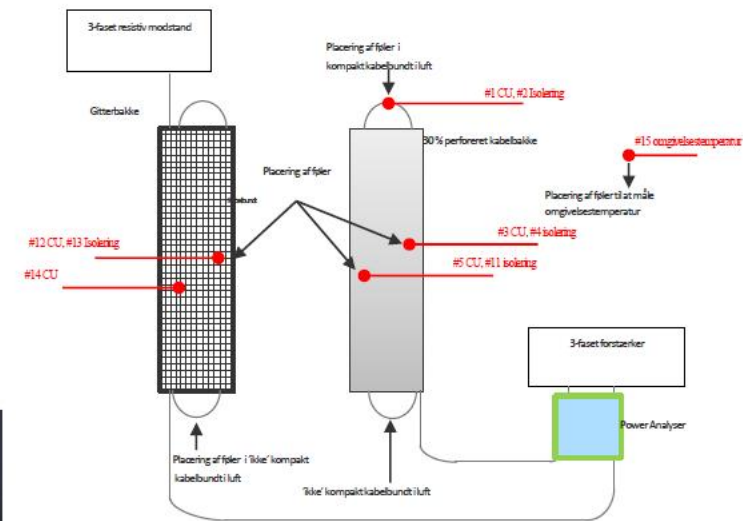 3-faset resistiv modstand
Placering af føler i
kompakt kabelbundt i luft
#1 CU, #2 Isolering
Gitterbakke
30% perforeret kabelbakke
#15 omgivelsestemperatur
Placering af føler
Placering af føler til at måle
omgivelsestemperatur
#12 CU, #13 Isolering
#3 CU, #4 isolering
#14 CU
#5 CU, #11 isolering
3-faset forstærker
Power Analyser
Placering af føler i 'ikke' kompakt
kabelbundt i luft
'ikke' kompakt kabelbundt i luft